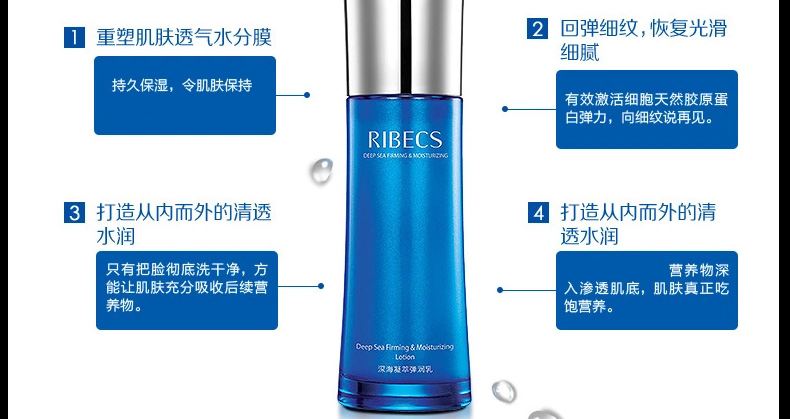 1 重塑肌肤透气水分膜
持久保湿，令肌肤保持
2 回弹细纹，恢复光滑
细腻
有效激活细胞天然胶原蛋
白弹力，向细纹说再见。
RIBECS
DEEP SEA FIRMING & MOISTURIZING
3 打造从内而外的清透
水润
只有把脸彻底洗干净，方
能让肌肤充分吸收后续营
养物。
4 打造从内而外的清
透水润
营养物深
入渗透肌底，肌肤真正吃
饱营养。
Deep Sea Firming & Moisturizing
Lotion
深海凝萃弹润乳